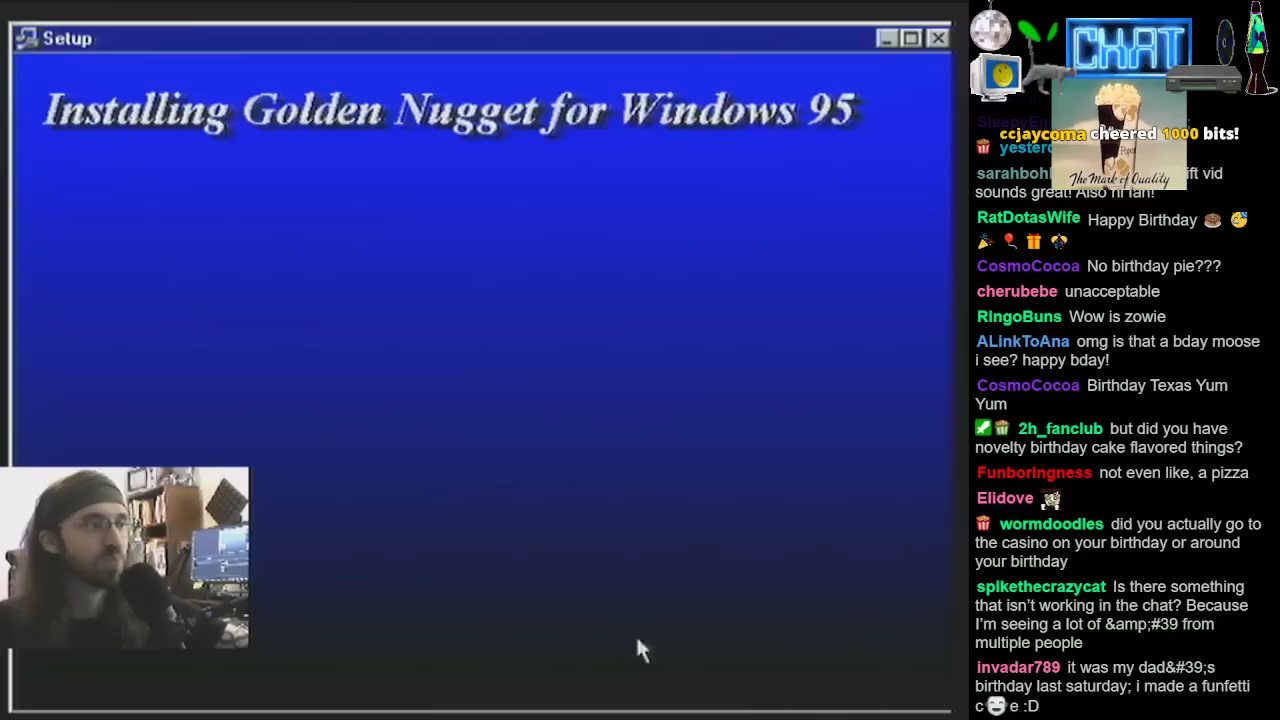 Setup
Installing Golden Nugget for Windows 95
CHAT
ccjaycoma cheered 1000 bits!
The Mark of Quality
sarahbohl ift vid
sounds great! Also hi Ian!
RatDotasWife Happy Birthday
CosmoCocoa No birthday pie???
cherubebe unacceptable
RIngoBuns Wow is zowie
ALinkToAna omg is that a bday moose
i see? happy bday!
CosmoCocoa Birthday Texas Yum
Yum
2h_fanclub but did you have
novelty birthday cake flavored things?
FunborIngness not even like, a pizza
Elidove
wormdoodles did you actually go to
the casino on your birthday or around
your birthday
spIkethecrazycat Is there something
that isn’t working in the chat? Because
I’m seeing a lot of &amp;#39 from
multiple people
invadar789 it was my dad&#39;s
birthday last saturday; i made a funfetti
c e :D